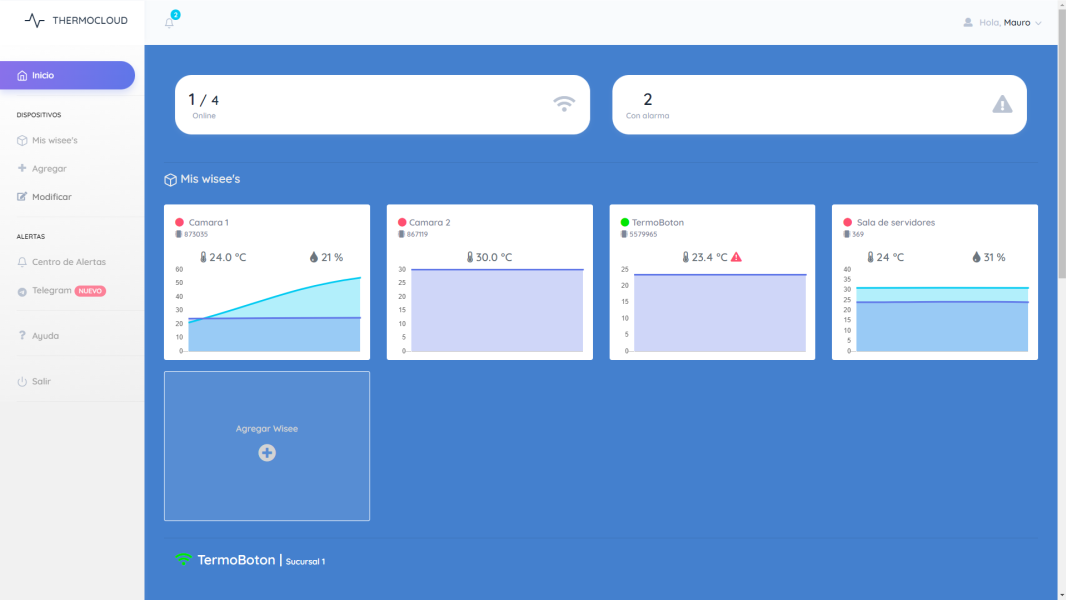 THERMOCLOUD
2
Hola, Mauro
Inicio
DISPOSITIVOS
Mis wisee's
Agregar
Modificar
ALERTAS
Centro de Alertas
Telegram NUEVO
Ayuda
Salir
1 / 4
Online
2
Con alarma
Mis wisee's
Camara 1
873035
24.0 °C
21 %
60
50
40
30
20
10
0
Camara 2
867119
30.0 °C
30
25
20
15
10
5
0
TermoBoton
5579965
23.4 °C
25
20
15
10
5
0
Sala de servidores
369
24 °C
31 %
40
35
30
25
20
15
10
5
0
Agregar Wisee
TermoBoton | Sucursal 1